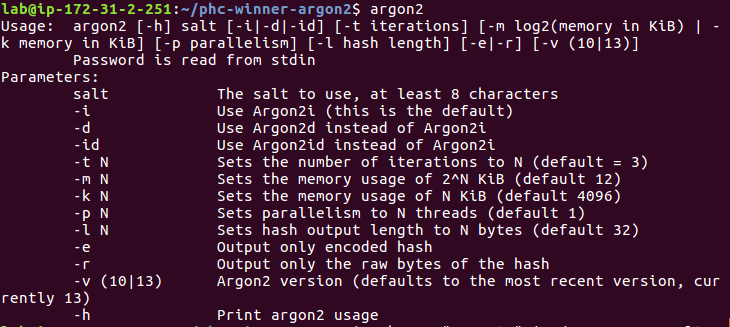 lab@ip-172-31-2-251:~/phc-winner-argon2$ argon2
Usage:  argon2 [-h] salt [-i|-d|-id] [-t iterations] [-m log2(memory in KiB) | -
k memory in KiB] [-p parallelism] [-l hash length] [-e|-r] [-v (10|13)]
        Password is read from stdin
Parameters:
        salt            The salt to use, at least 8 characters
        -i              Use Argon2i (this is the default)
        -d              Use Argon2d instead of Argon2i
        -id             Use Argon2id instead of Argon2i
        -t N            Sets the number of iterations to N (default = 3)
        -m N            Sets the memory usage of 2^N KiB (default 12)
        -k N            Sets the memory usage of N KiB (default 4096)
        -p N            Sets parallelism to N threads (default 1)
        -l N            Sets hash output length to N bytes (default 32)
        -e              Output only encoded hash
        -r              Output only the raw bytes of the hash
        -v (10|13)      Argon2 version (defaults to the most recent version, cur
rently 13)
        -h              Print argon2 usage